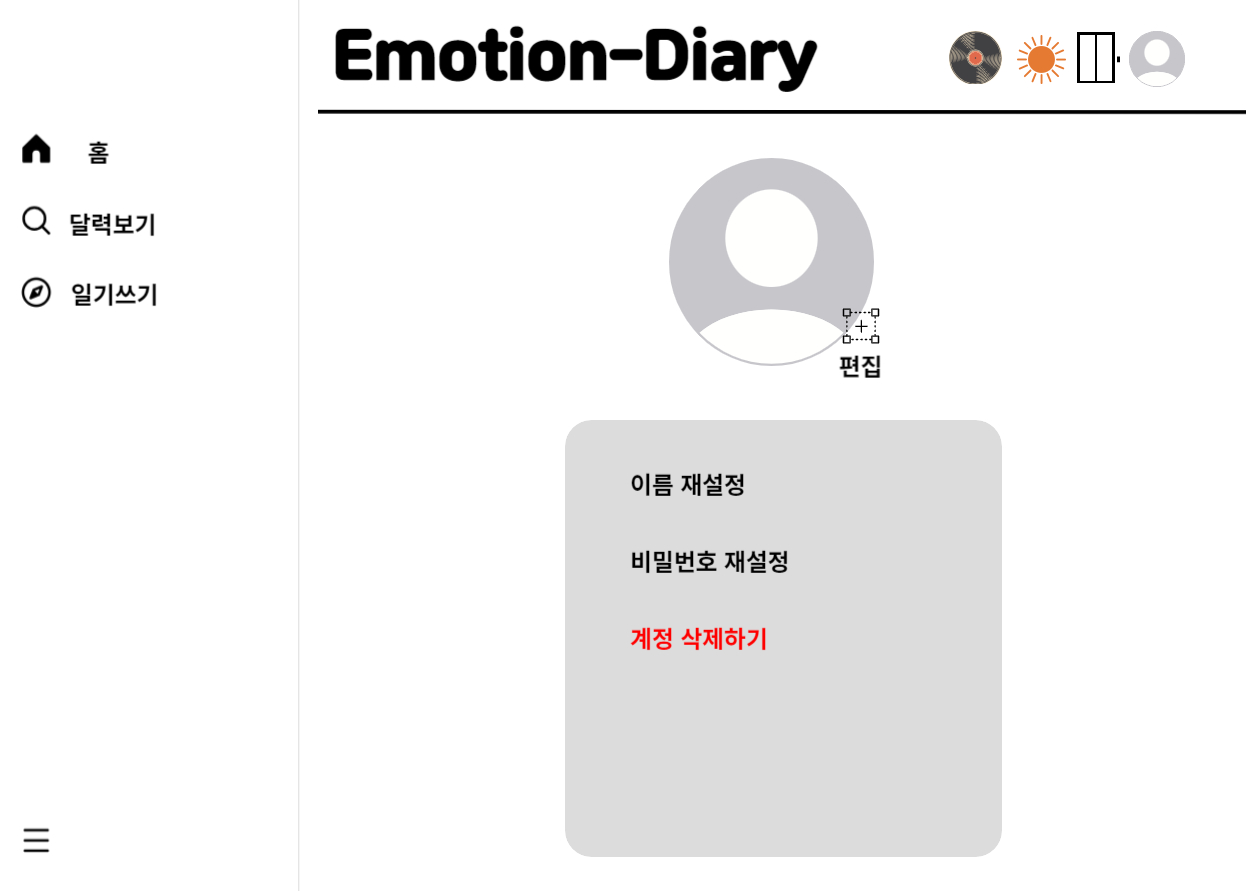 Emotion-Diary
홈
달력보기
일기쓰기
편집
이름 재설정
비밀번호 재설정
계정 삭제하기